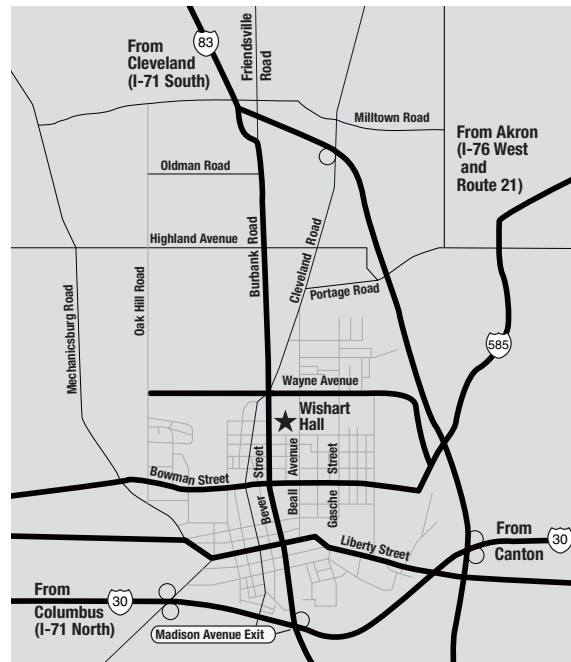 From
Cleveland
(I-71 South)
83
Friendsville
Road
Milltown Road
From Akron
(I-76 West
and
Route 21)
Oldman Road
Highland Avenue
Burbank Road
Cleveland Road
Oak Hill Road
Mechanicsburg Road
Portage Road
585
Wayne Avenue
Wishart
Hall
Bowman Street
Bever Street
Beall Avenue
Gasche Street
Liberty Street
From
Canton
30
From
Columbus
(I-71 North)
30
Madison Avenue Exit